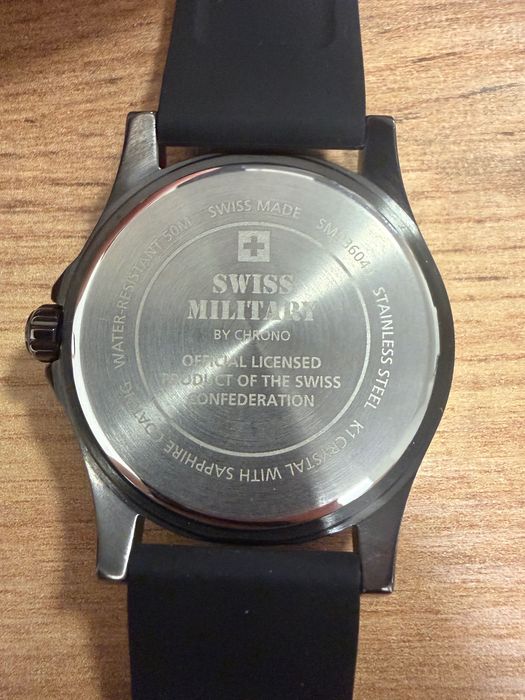 SWISS
MILITARY
BY CHRONO
OFFICIAL LICENSED
PRODUCT OF THE SWISS
CONFEDERATION
WATER-RESISTANT 50M
SWISS MADE
STAINLESS STEEL
K1 CRYSTAL WITH SAPPHIRE COATING